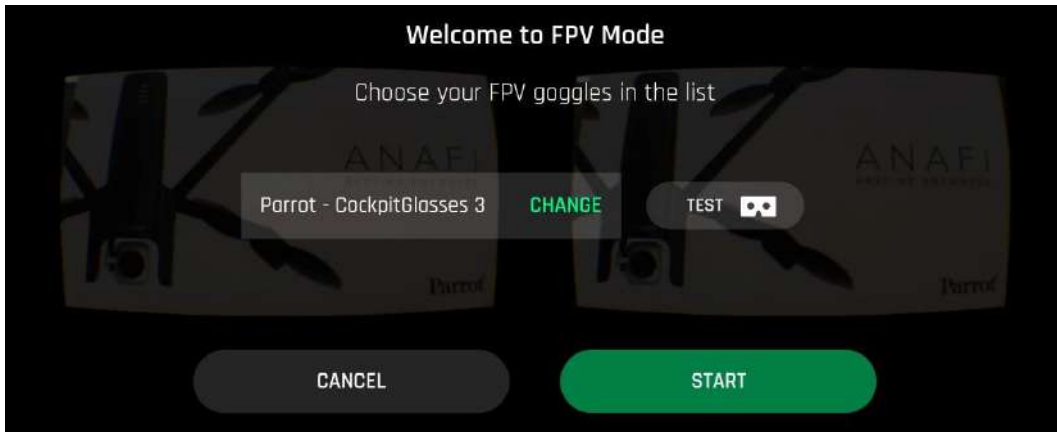 Welcome to FPV Mode
Choose your FPV goggles in the list
ANAFI
ANAFI
Parrot - CockpitGlasses 3
CHANGE
TEST
Parrot
Parrot
CANCEL
START